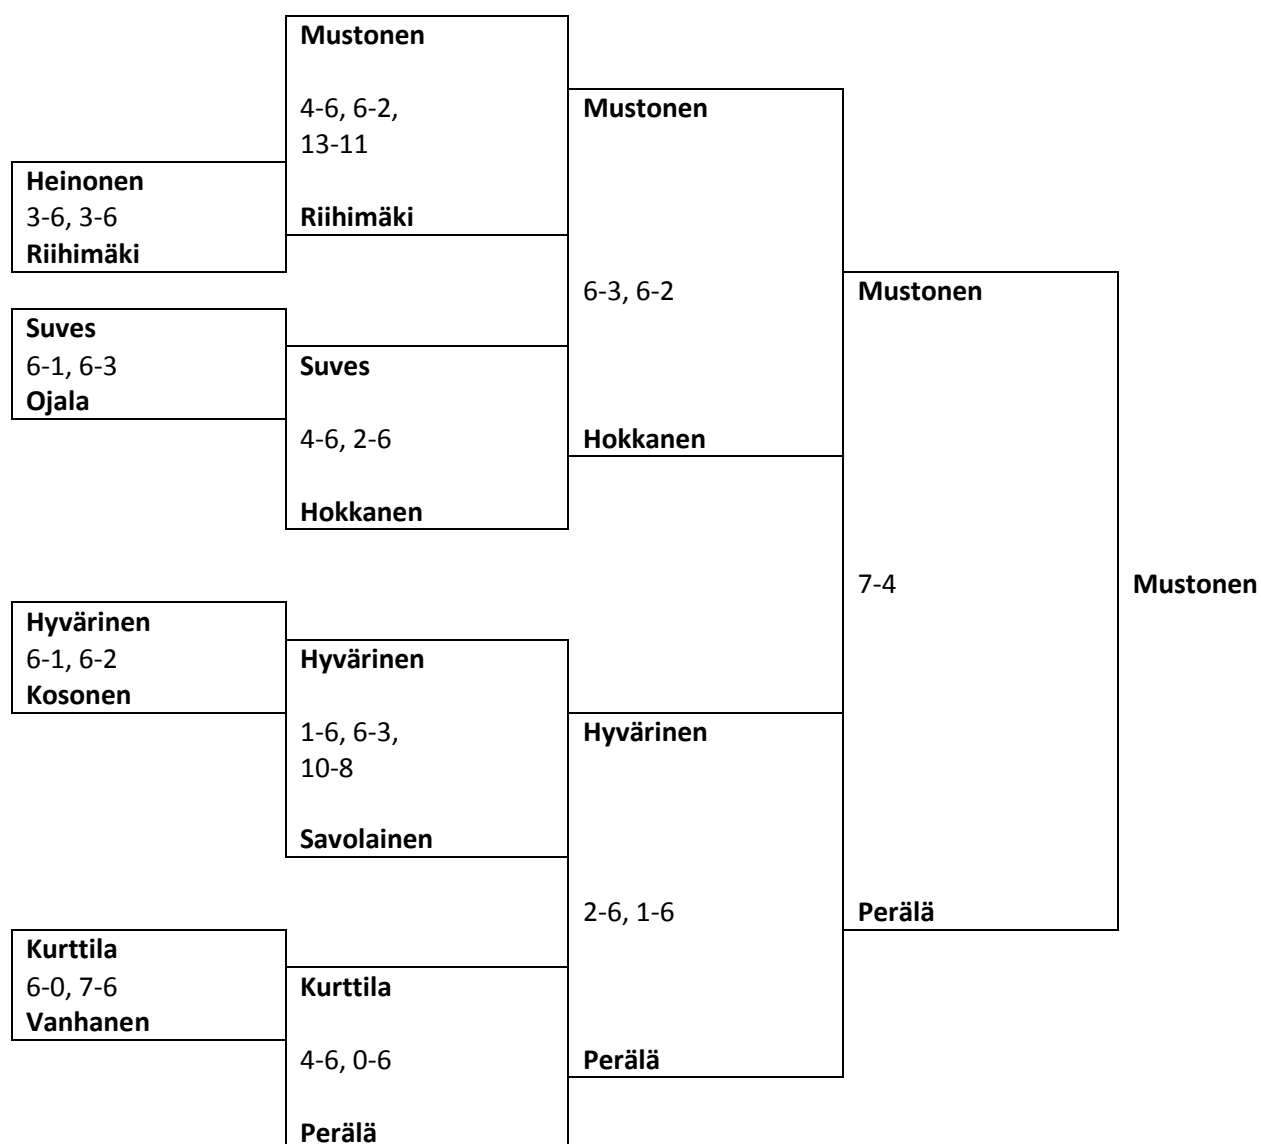 Mustonen
4-6, 6-2,
13-11
Riihimäki
Heinonen
3-6, 3-6
Riihimäki
Suves
6-1, 6-3
Ojala
Suves
4-6, 2-6
Hokkanen
Mustonen
6-3, 6-2
Hokkanen
Hyvärinen
6-1, 6-2
Kosonen
Hyvärinen
1-6, 6-3,
10-8
Savolainen
Kurttila
6-0, 7-6
Vanhanen
Kurttila
4-6, 0-6
Perälä
Hyvärinen
2-6, 1-6
Perälä
Mustonen
7-4
Perälä
Mustonen